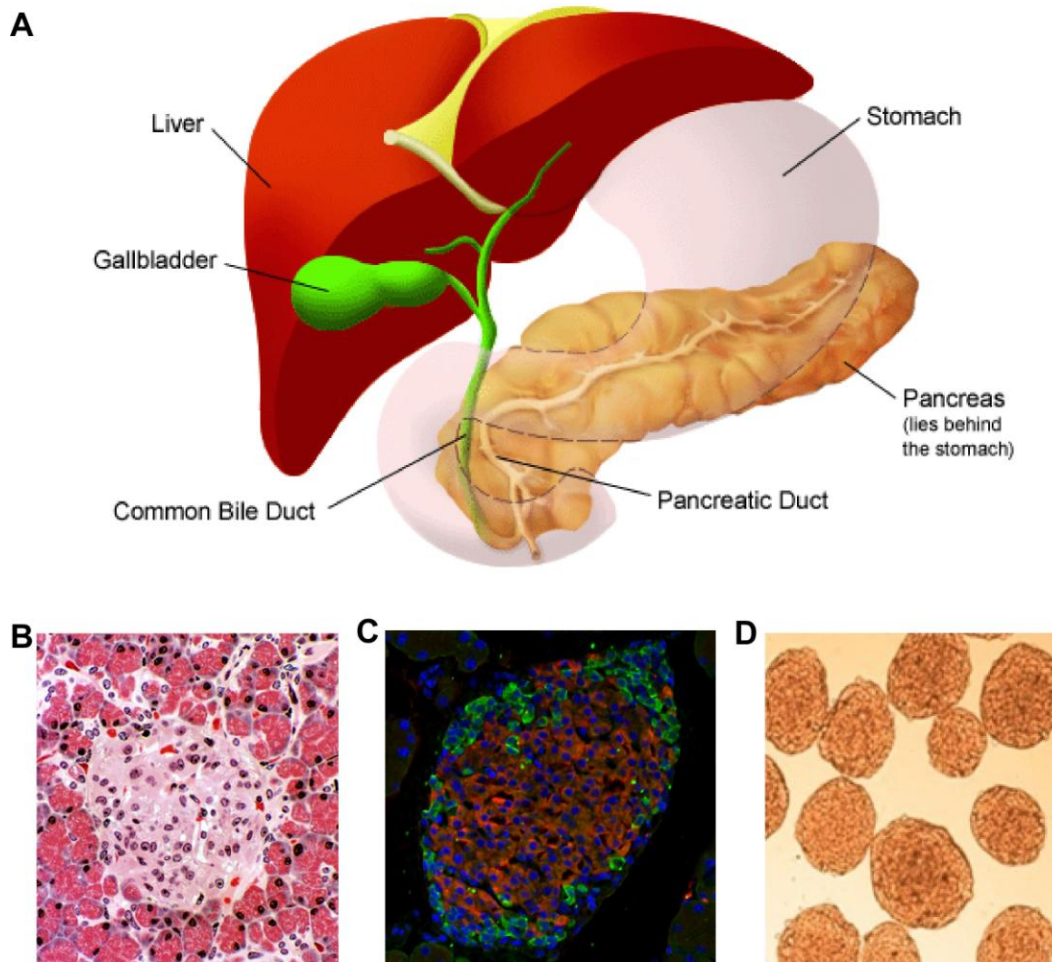 A
Liver
Stomach
Gallbladder
Pancreas
(lies behind
the stomach)
Common Bile Duct
Pancreatic Duct
B
C
D